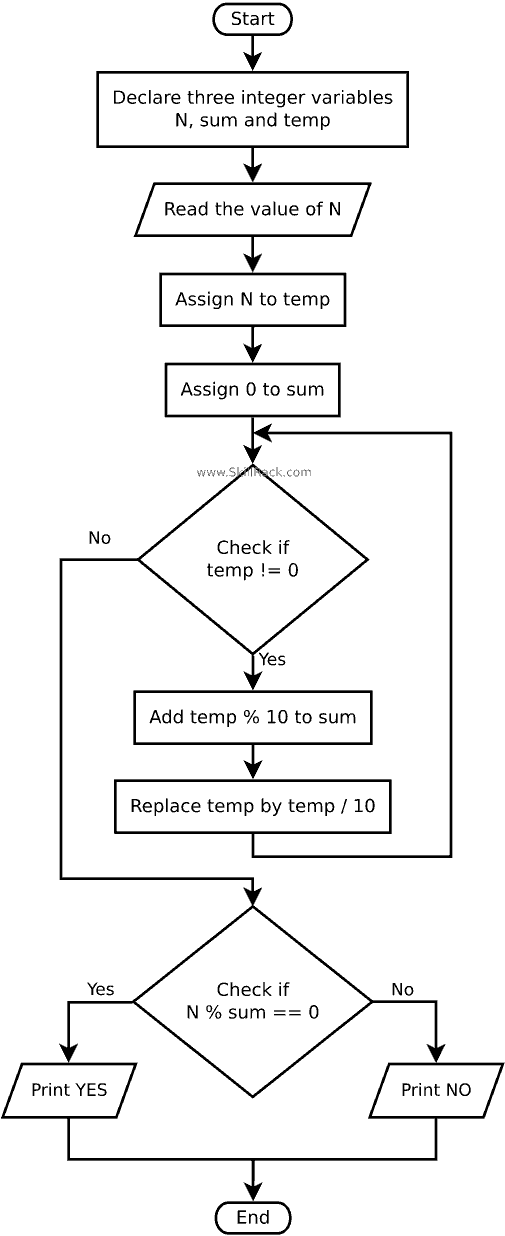 Start
Declare three integer variables
N, sum and temp
Read the value of N
Assign N to temp
Assign 0 to sum
www.SkillRack.com
No
Check if
temp != 0
Yes
Add temp % 10 to sum
Replace temp by temp / 10
Yes
Check if
N % sum == 0
No
Print YES
Print NO
End